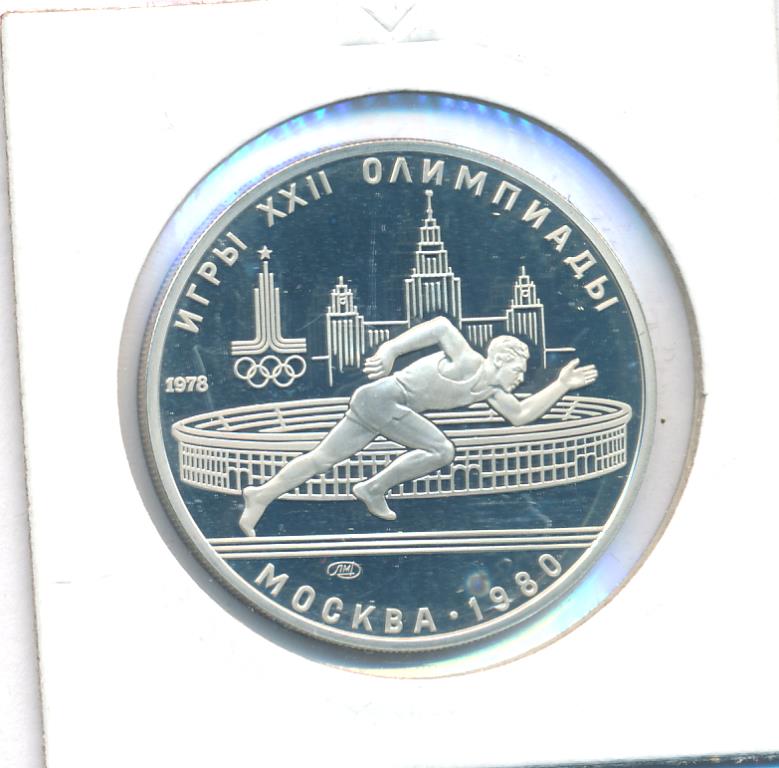 ИГРЫ XXII ОЛИМПИАДЫ
1978
ЛМД
МОСКВА · 1980